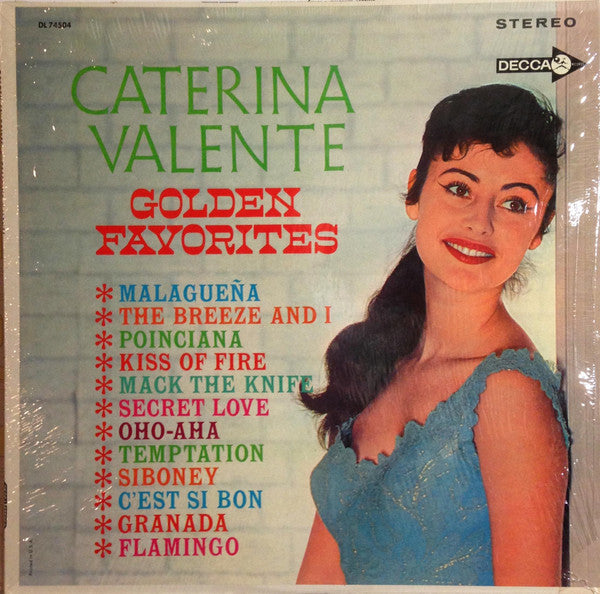 DL 74504
STEREO
DECCA
CATERINA
VALENTE
GOLDEN
FAVORITES
* MALAGUEÑA
* THE BREEZE AND I
* POINCIANA
* KISS OF FIRE
* MACK THE KNIFE
* SECRET LOVE
* OHO-AHA
* TEMPTATION
* SIBONEY
* C'EST SI BON
* GRANADA
* FLAMINGO